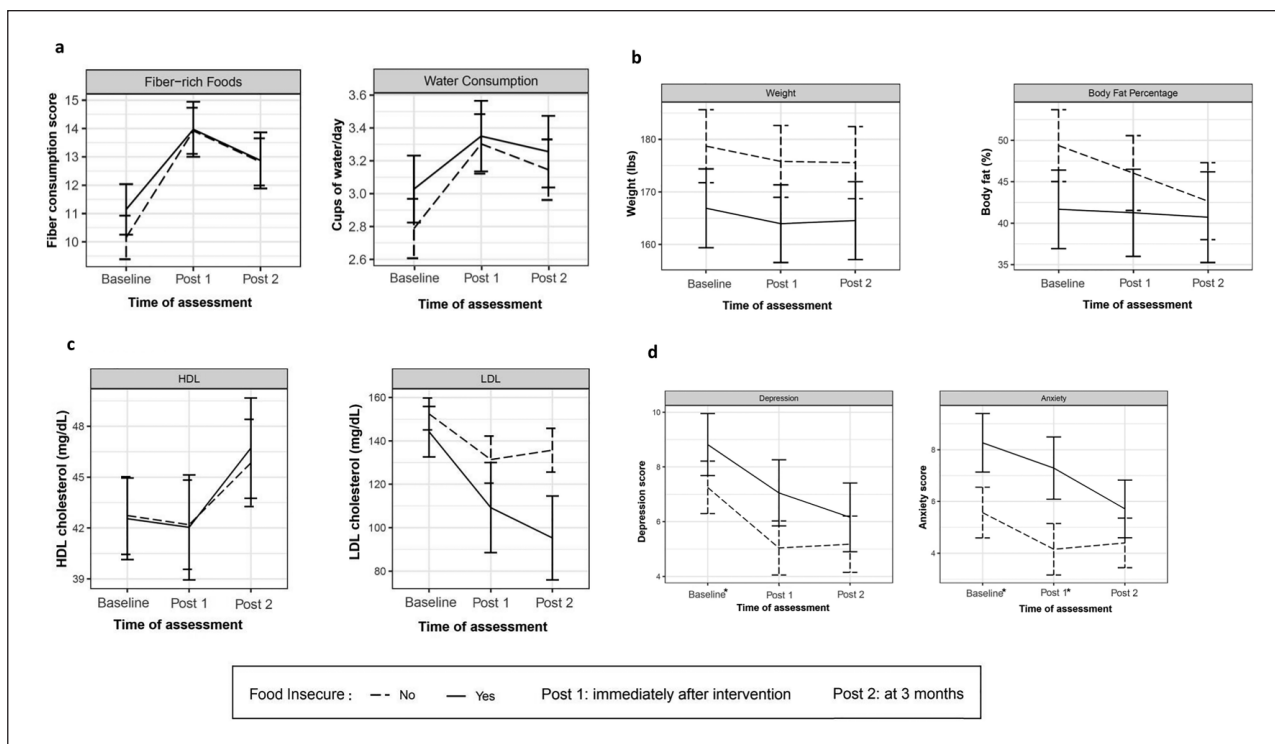 a
Fiber−rich Foods
Fiber consumption score
15
14
13
12
11
10
Baseline Post 1 Post 2
Time of assessment
Water Consumption
Cups of water/day
3.6
3.4
3.2
3.0
2.8
2.6
Baseline Post 1 Post 2
Time of assessment
b
Weight
Weight (lbs)
180
170
160
Baseline Post 1 Post 2
Time of assessment
Body Fat Percentage
Body fat (%)
50
45
40
35
Baseline Post 1 Post 2
Time of assessment
c
HDL
HDL cholesterol (mg/dL)
48
45
42
39
Baseline Post 1 Post 2
Time of assessment
LDL
LDL cholesterol (mg/dL)
160
140
120
100
80
Baseline Post 1 Post 2
Time of assessment
d
Depression
Depression score
10
8
6
4
Baseline* Post 1 Post 2
Time of assessment
Anxiety
Anxiety score
8
6
4
Baseline* Post 1* Post 2
Time of assessment
Food Insecure : No Yes Post 1: immediately after intervention Post 2: at 3 months